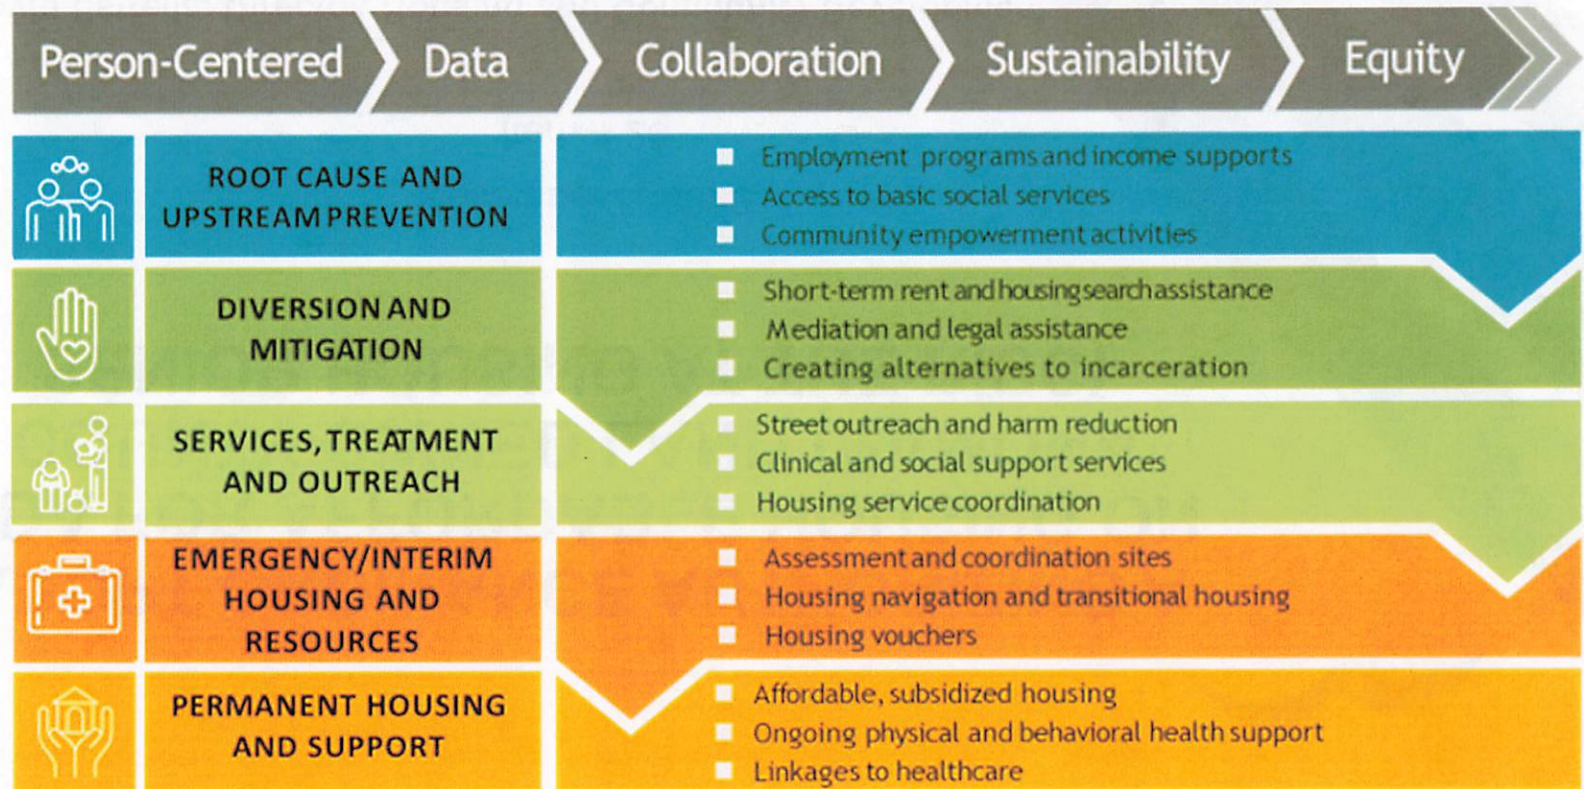 Person-Centered Data Collaboration Sustainability Equity
ROOT CAUSE AND
UPSTREAM PREVENTION
Employment programs and income supports
Access to basic social services
Community empowerment activities
DIVERSION AND
MITIGATION
Short-term rent and housing search assistance
Mediation and legal assistance
Creating alternatives to incarceration
SERVICES, TREATMENT
AND OUTREACH
Street outreach and harm reduction
Clinical and social support services
Housing service coordination
EMERGENCY/INTERIM
HOUSING AND
RESOURCES
Assessment and coordination sites
Housing navigation and transitional housing
Housing vouchers
PERMANENT HOUSING
AND SUPPORT
Affordable, subsidized housing
Ongoing physical and behavioral health support
Linkages to healthcare